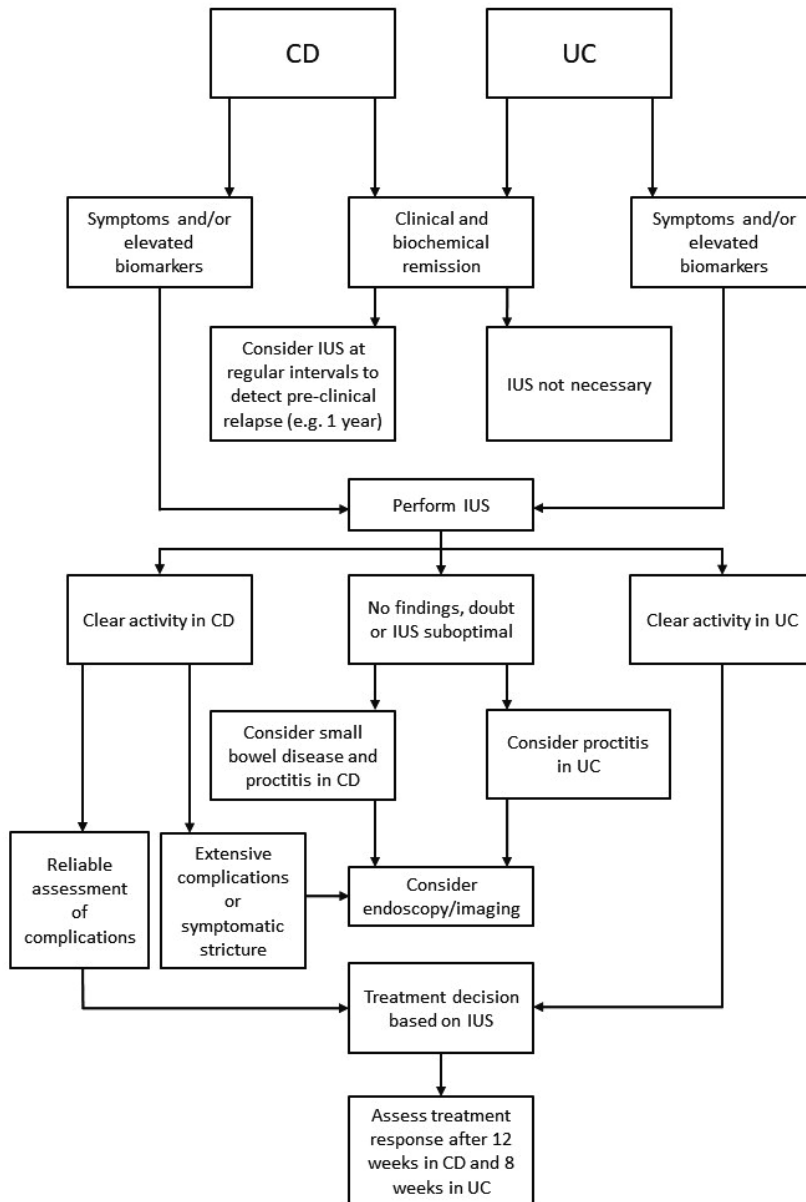 CD
UC
Symptoms and/or
elevated
biomarkers
Clinical and
biochemical
remission
Symptoms and/or
elevated
biomarkers
Consider IUS at
regular intervals to
detect pre-clinical
relapse (e.g. 1 year)
IUS not necessary
Perform IUS
Clear activity in CD
No findings, doubt
or IUS suboptimal
Clear activity in UC
Consider small
bowel disease and
proctitis in CD
Consider proctitis
in UC
Reliable
assessment
of
complications
Extensive
complications
or
symptomatic
stricture
Consider
endoscopy/imaging
Treatment decision
based on IUS
Assess treatment
response after 12
weeks in CD and 8
weeks in UC